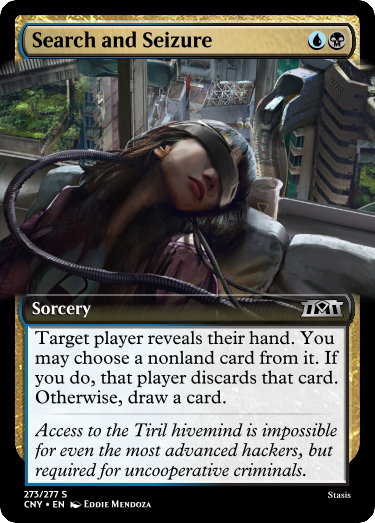 Search and Seizure
Sorcery
Target player reveals their hand. You
may choose a nonland card from it. If
you do, that player discards that card.
Otherwise, draw a card.
Access to the Tiril hivemind is impossible
for even the most advanced hackers, but
required for uncooperative criminals.
273/277 S
Stasis
CNY • EN Eddie Mendoza